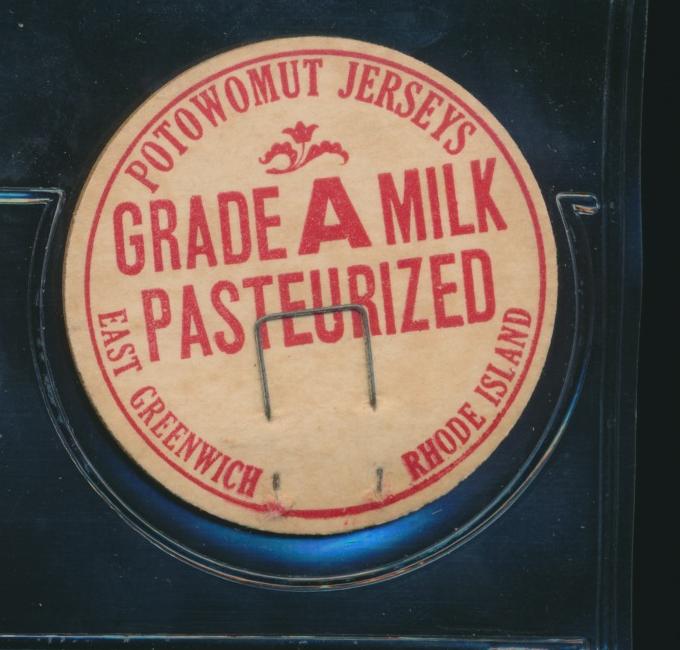 POTOWOMUT JERSEYS
GRADE A MILK
PASTEURIZED
EAST GREENWICH
RHODE ISLAND